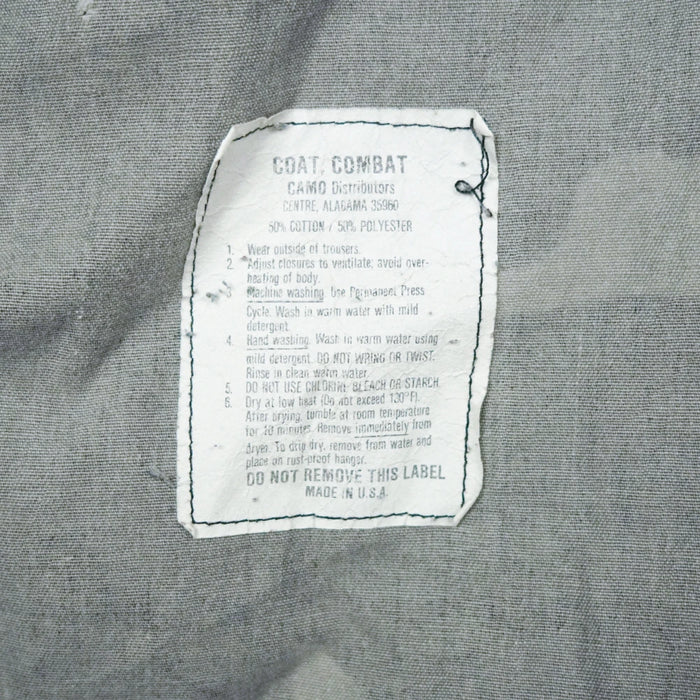 COAT, COMBAT
CAMO Distributors
CENTRE, ALACAMA 35960
50% COTTON / 50% POLYESTER
1. Wear outside of trousers.
2. Adjust closures to ventilate; avoid over-
heating of body.
3. Machine washing. Use Permanent Press
Cycle. Wash in warm water with mild
detergent.
4. Hand washing. Wash in warm water using
mild detergent. DO NOT WRING OR TWIST.
Rinse in clean warm water.
5. DO NOT USE CHLORINE BLEACH OR STARCH.
6. Dry at low heat (Do not exceed 130°F).
After drying, tumble at room temperature
for 10 minutes. Remove immediately from
dryer. To drip dry, remove from water and
place on rust-proof hanger.
DO NOT REMOVE THIS LABEL
MADE IN U.S.A.